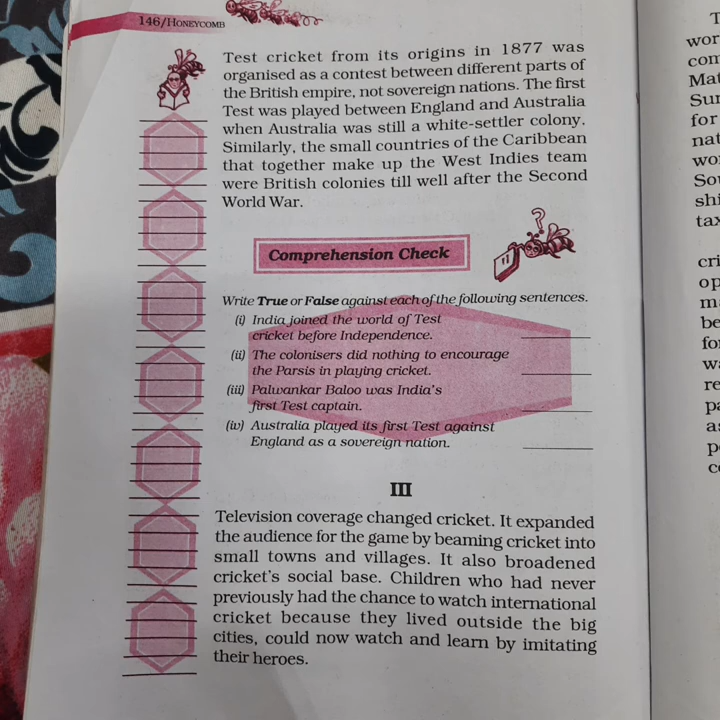 146/HONEYCOMB
Test cricket from its origins in 1877 was
organised as a contest between different parts of
the British empire, not sovereign nations. The first
Test was played between England and Australia
when Australia was still a white-settler colony.
Similarly, the small countries of the Caribbean
that together make up the West Indies team
were British colonies till well after the Second
World War.
Comprehension Check
Write True or False against each of the following sentences.
(i) India joined the world of Test
cricket before Independence.
(ii) The colonisers did nothing to encourage
the Parsis in playing cricket.
(iii) Palwankar Baloo was India's
first Test captain.
(iv) Australia played its first Test against
England as a sovereign nation.
III
Television coverage changed cricket. It expanded
the audience for the game by beaming cricket into
small towns and villages. It also broadened
cricket's social base. Children who had never
previously had the chance to watch international
cricket because they lived outside the big
cities, could now watch and learn by imitating
their heroes.